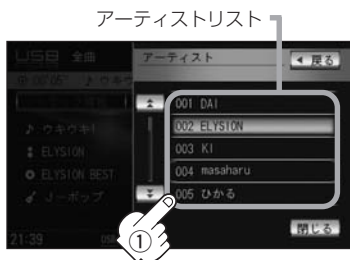 アーティストリスト
USB 全曲
アーティスト
戻る
001 DAI
002 ELYSION
ウキウキ!
003 KI
ELYSION
004 masaharu
ELYSION BEST
005 ひかる
J-ポップ
①
閉じる
21:39